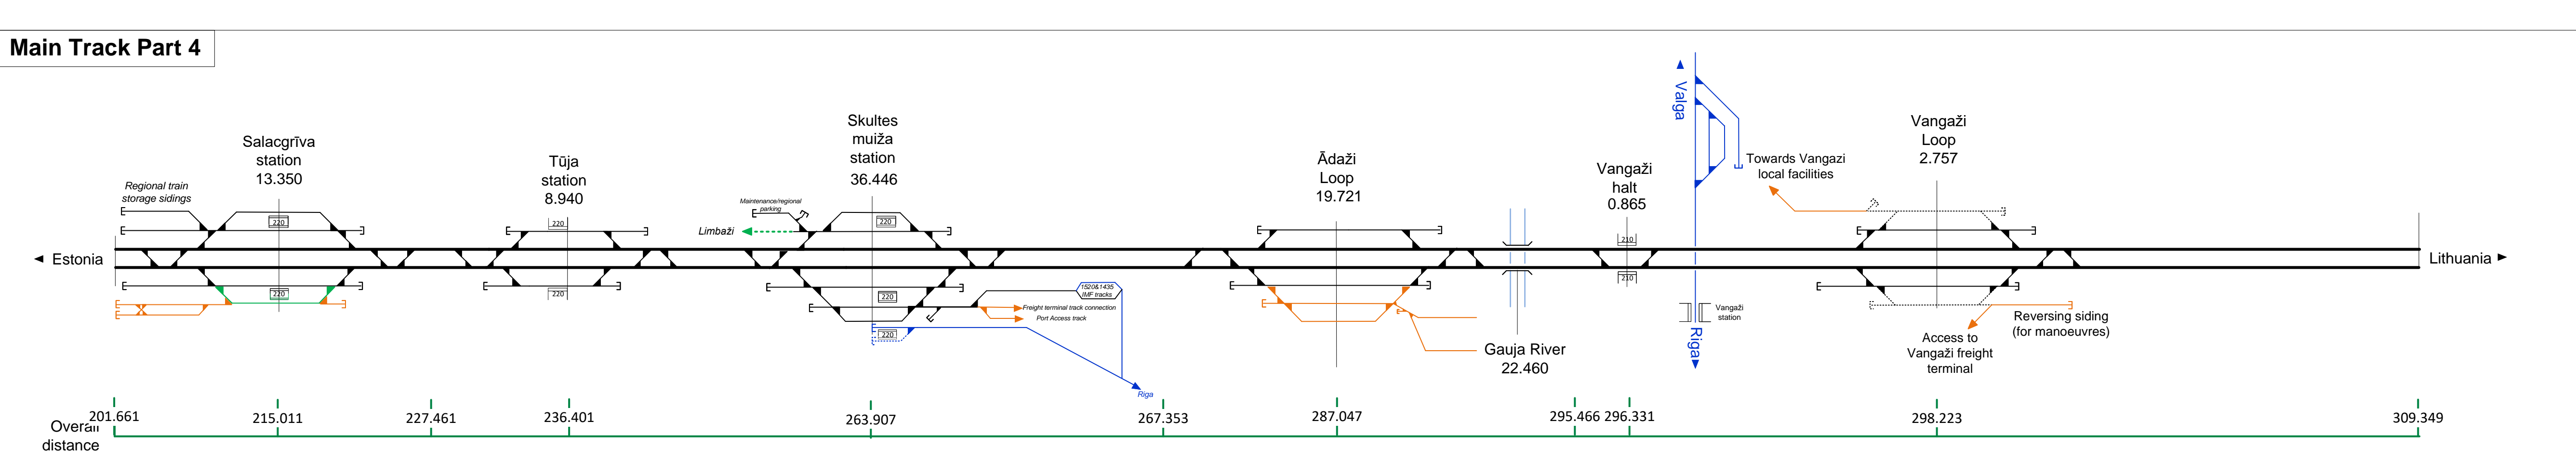 Main Track Part 4
Salacgrīva
station
13.350
Regional train
storage sidings
220
220
Tūja
station
8.940
220
220
Skultes
muiža
station
36.446
Maintenance/regional
parking
Limbaži
220
220
220
1520&1435
IMF tracks
Freight terminal track connection
Port Access track
Riga
Ādaži
Loop
19.721
Gauja River
22.460
Vangaži
halt
0.865
210
210
Valga
Riga
Vangaži
station
Towards Vangazi
local facilities
Vangaži
Loop
2.757
Access to
Vangaži freight
terminal
Reversing siding
(for manoeuvres)
Estonia
Lithuania
Overall
distance
201.661
215.011
227.461
236.401
263.907
267.353
287.047
295.466
296.331
298.223
309.349